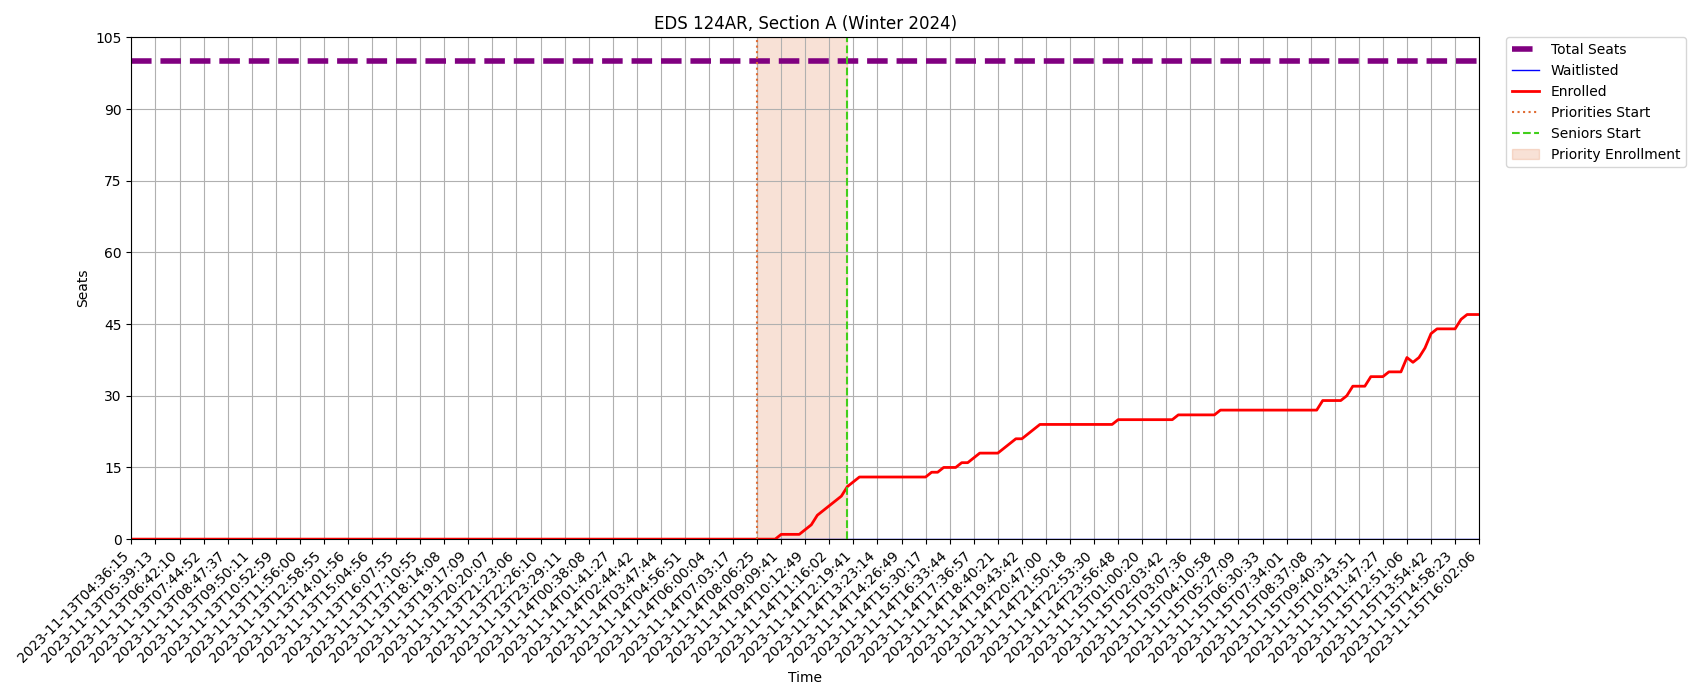 EDS 124AR, Section A (Winter 2024)
105
90
75
60
45
30
15
0
Seats
Total Seats
Waitlisted
Enrolled
Priorities Start
Seniors Start
Priority Enrollment
2023-11-13T04:36:15
2023-11-13T05:39:13
2023-11-13T06:42:10
2023-11-13T07:44:52
2023-11-13T08:47:37
2023-11-13T09:50:11
2023-11-13T10:52:59
2023-11-13T11:56:00
2023-11-13T12:58:55
2023-11-13T14:01:56
2023-11-13T15:04:56
2023-11-13T16:07:55
2023-11-13T17:10:55
2023-11-13T18:14:08
2023-11-13T19:17:09
2023-11-13T20:20:07
2023-11-13T21:23:06
2023-11-13T22:26:10
2023-11-13T23:29:11
2023-11-14T00:38:08
2023-11-14T01:41:27
2023-11-14T02:44:42
2023-11-14T03:47:44
2023-11-14T04:56:51
2023-11-14T06:00:04
2023-11-14T07:03:17
2023-11-14T08:06:25
2023-11-14T09:09:41
2023-11-14T10:12:49
2023-11-14T11:16:02
2023-11-14T12:19:41
2023-11-14T13:23:14
2023-11-14T14:26:49
2023-11-14T15:30:17
2023-11-14T16:33:44
2023-11-14T17:36:57
2023-11-14T18:40:21
2023-11-14T19:43:42
2023-11-14T20:47:00
2023-11-14T21:50:18
2023-11-14T22:53:30
2023-11-14T23:56:48
2023-11-15T01:00:20
2023-11-15T02:03:42
2023-11-15T03:07:36
2023-11-15T04:10:58
2023-11-15T05:27:09
2023-11-15T06:30:33
2023-11-15T07:34:01
2023-11-15T08:37:08
2023-11-15T09:40:31
2023-11-15T10:43:51
2023-11-15T11:47:27
2023-11-15T12:51:06
2023-11-15T13:54:42
2023-11-15T14:58:23
2023-11-15T16:02:06
Time